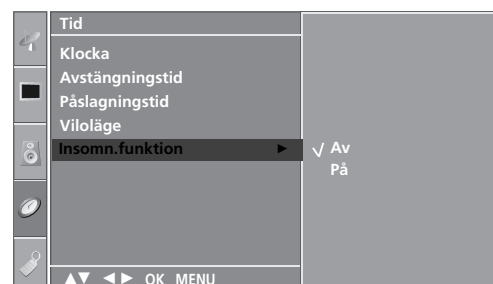 Tid
Klocka
Avstängningstid
Påslagningstid
Viloläge
Insomn.funktion ► √ Av
På
▲▼ ◄► OK MENU